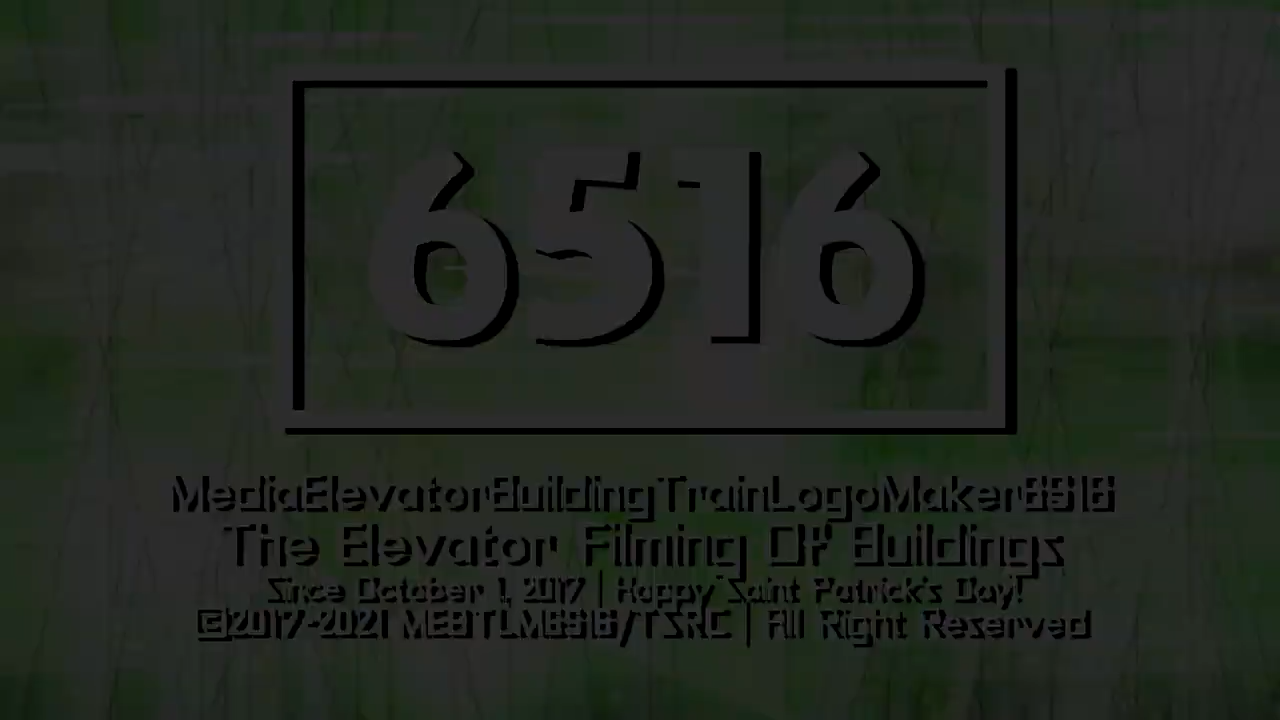 6516
MediaElevatorBuildingTrainLogoMaker6516
The Elevator Filming Of Buildings
Since October 1, 2017 | Happy Saint Patrick's Day!
©2017-2021 MEBTLM6516/TSRC | All Right Reserved